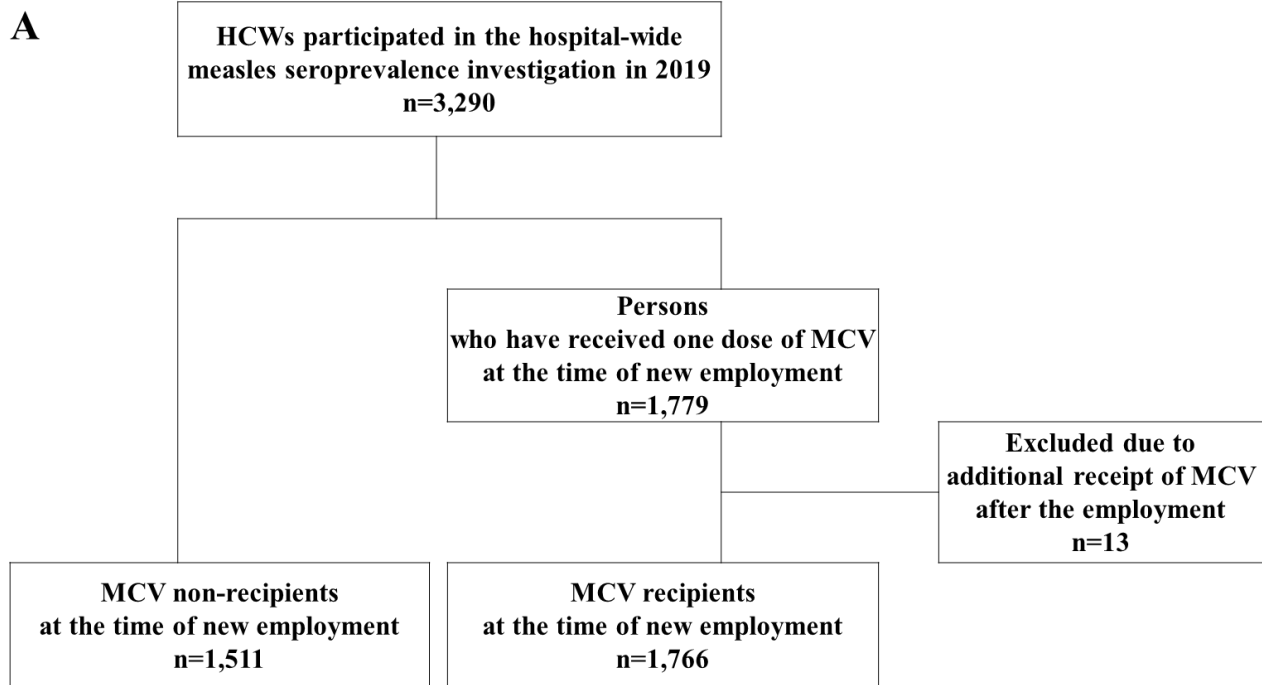 A
HCWs participated in the hospital-wide
measles seroprevalence investigation in 2019
n=3,290
Persons
who have received one dose of MCV
at the time of new employment
n=1,779
Excluded due to
additional receipt of MCV
after the employment
n=13
MCV non-recipients
at the time of new employment
n=1,511
MCV recipients
at the time of new employment
n=1,766